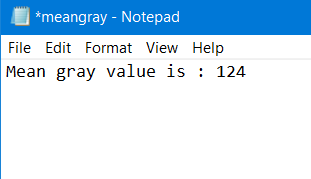 *meangray - Notepad
File Edit Format View Help
Mean gray value is : 124